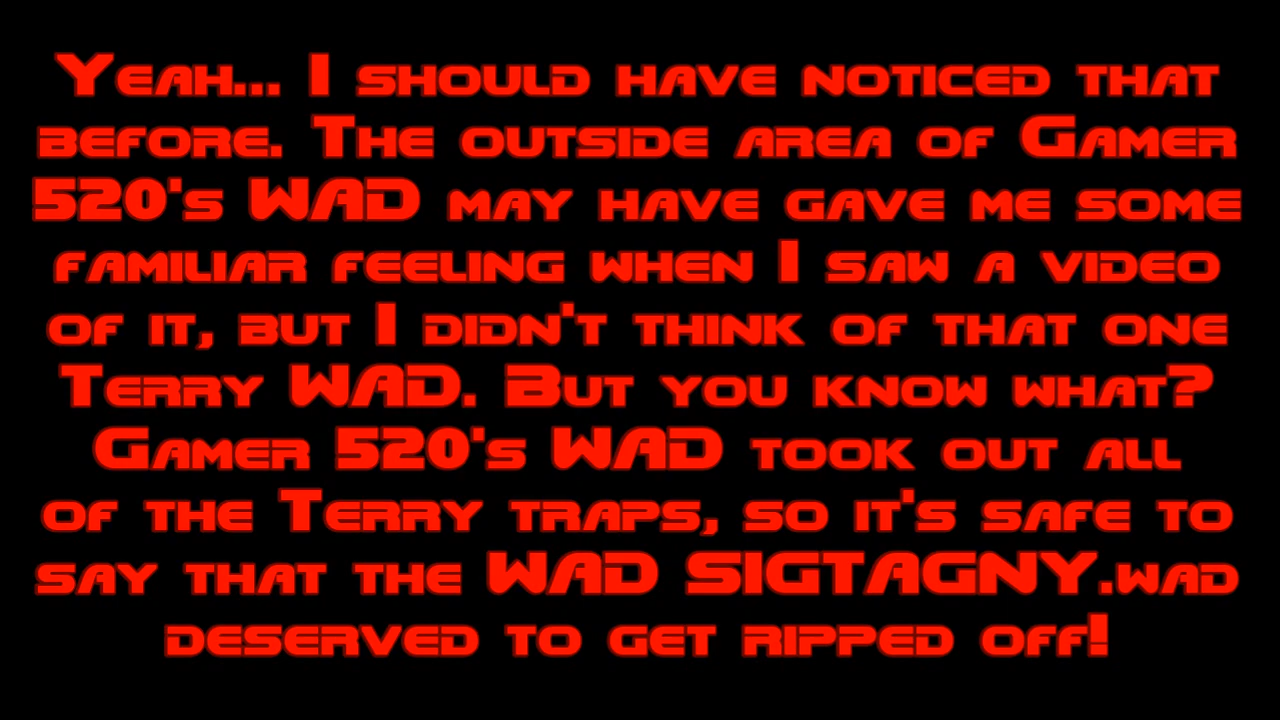 Yeah... I should have noticed that
before. The outside area of Gamer
520's WAD may have gave me some
familiar feeling when I saw a video
of it, but I didn't think of that one
Terry WAD. But you know what?
Gamer 520's WAD took out all
of the Terry traps, so it's safe to
say that the WAD SIGTAGNY.wad
deserved to get ripped off!